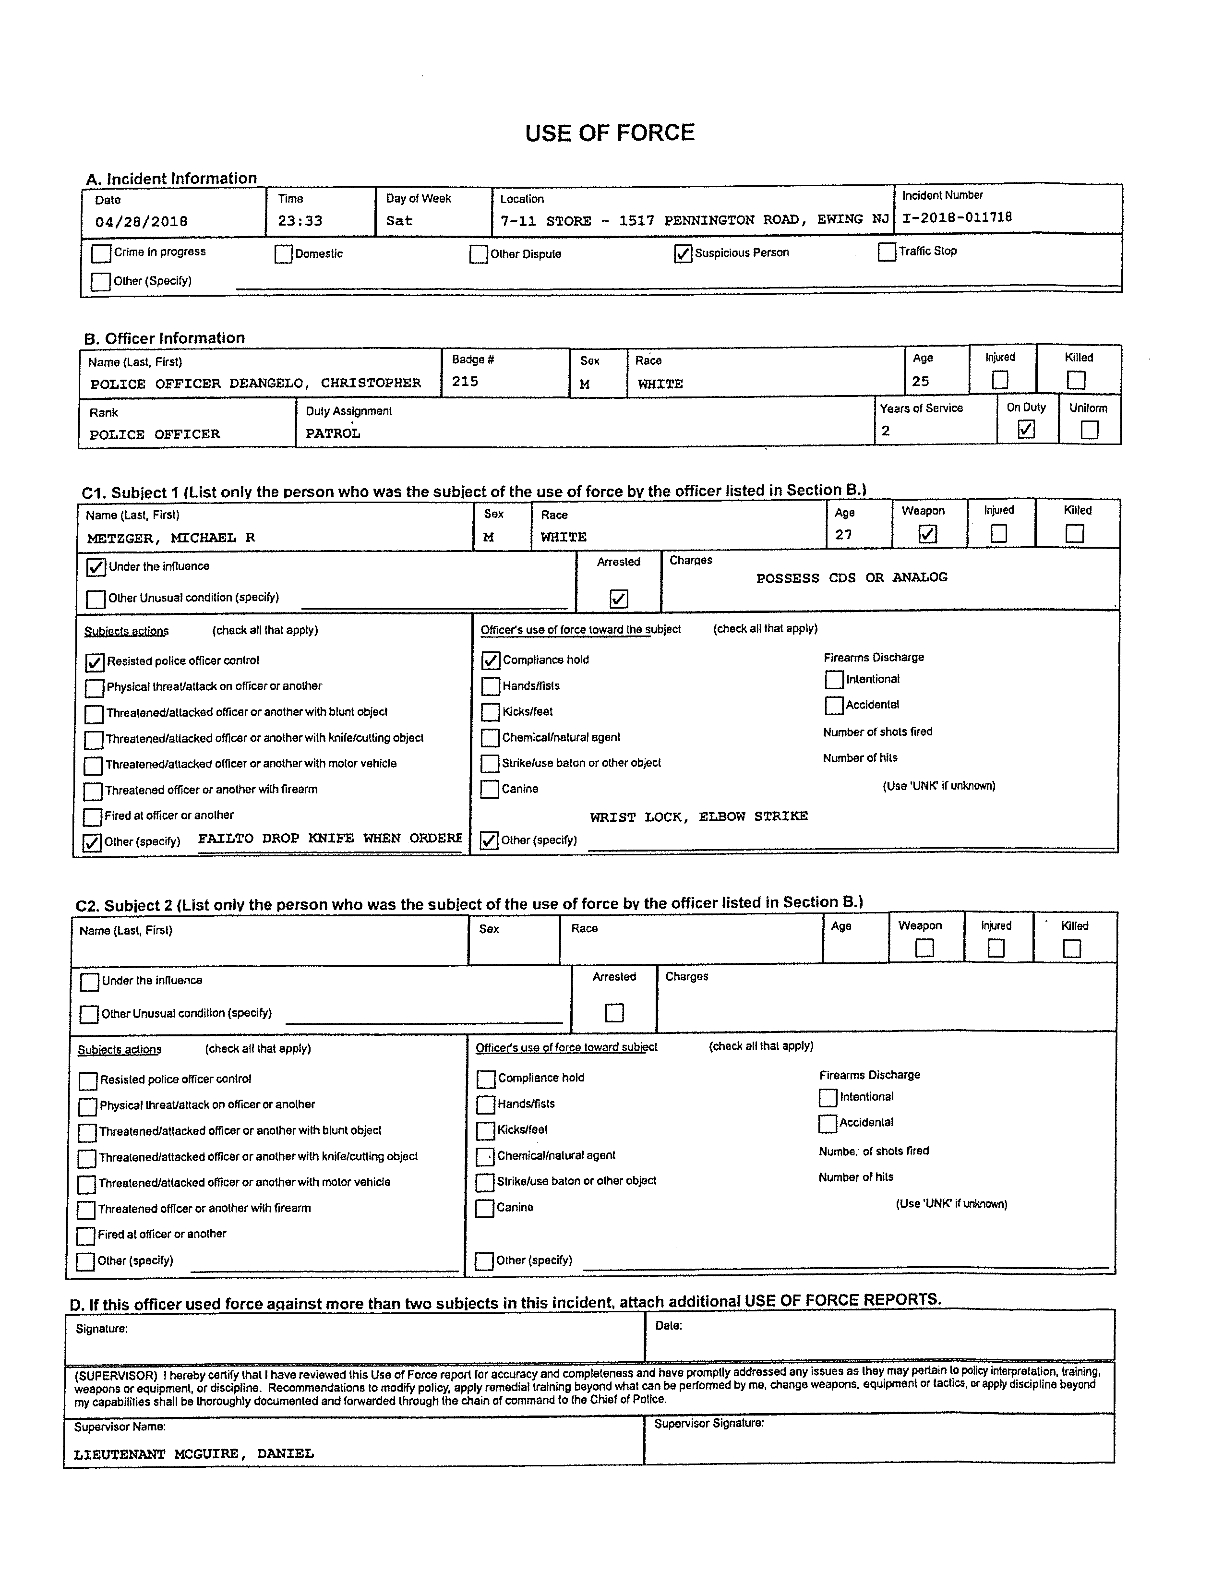 USE OF FORCE
A. Incident Information
Date Time Day of Week Location Incident Number
04/28/2018 23:33 Sat 7-11 STORE - 1517 PENNINGTON ROAD, EWING NJ I-2018-011718
Crime in progress Domestic Other Dispute Suspicious Person Traffic Stop
Other (Specify)
B. Officer Information
Name (Last, First) Badge # Sex Race Age Injured Killed
POLICE OFFICER DEANGELO, CHRISTOPHER 215 M WHITE 25
Rank Duty Assignment Years of Service On Duty Uniform
POLICE OFFICER PATROL 2
C1. Subject 1 (List only the person who was the subject of the use of force by the officer listed in Section B.)
Name (Last, First) Sex Race Age Weapon Injured Killed
METZGER, MICHAEL R M WHITE 27
Under the influence Arrested Charges
POSSESS CDS OR ANALOG
Other Unusual condition (specify)
Subjects actions (check all that apply) Officer's use of force toward the subject (check all that apply)
Resisted police officer control Compliance hold Firearms Discharge
Physical threat/attack on officer or another Hands/fists Intentional
Threatened/attacked officer or another with blunt object Kicks/feet Accidental
Threatened/attacked officer or another with knife/cutting object Chemical/natural agent Number of shots fired
Threatened/attacked officer or another with motor vehicle Strike/use baton or other object Number of hits
Threatened officer or another with firearm Canine (Use 'UNK' if unknown)
Fired at officer or another WRIST LOCK, ELBOW STRIKE
Other (specify) FAILTO DROP KNIFE WHEN ORDERE Other (specify)
C2. Subject 2 (List only the person who was the subject of the use of force by the officer listed in Section B.)
Name (Last, First) Sex Race Age Weapon Injured Killed
Under the influence Arrested Charges
Other Unusual condition (specify)
Subjects actions (check all that apply) Officer's use of force toward subject (check all that apply)
Resisted police officer control Compliance hold Firearms Discharge
Physical threat/attack on officer or another Hands/fists Intentional
Threatened/attacked officer or another with blunt object Kicks/feet Accidental
Threatened/attacked officer or another with knife/cutting object Chemical/natural agent Number of shots fired
Threatened/attacked officer or another with motor vehicle Strike/use baton or other object Number of hits
Threatened officer or another with firearm Canine (Use 'UNK' if unknown)
Fired at officer or another
Other (specify) Other (specify)
D. If this officer used force against more than two subjects in this incident, attach additional USE OF FORCE REPORTS.
Signature: Date:
(SUPERVISOR) I hereby certify that I have reviewed this Use of Force report for accuracy and completeness and have promptly addressed any issues as they may pertain to policy interpretation, training,
weapons or equipment, or discipline. Recommendations to modify policy, apply remedial training beyond what can be performed by me, change weapons, equipment or tactics, or apply discipline beyond
my capabilities shall be thoroughly documented and forwarded through the chain of command to the Chief of Police.
Supervisor Name: Supervisor Signature:
LIEUTENANT MCGUIRE, DANIEL